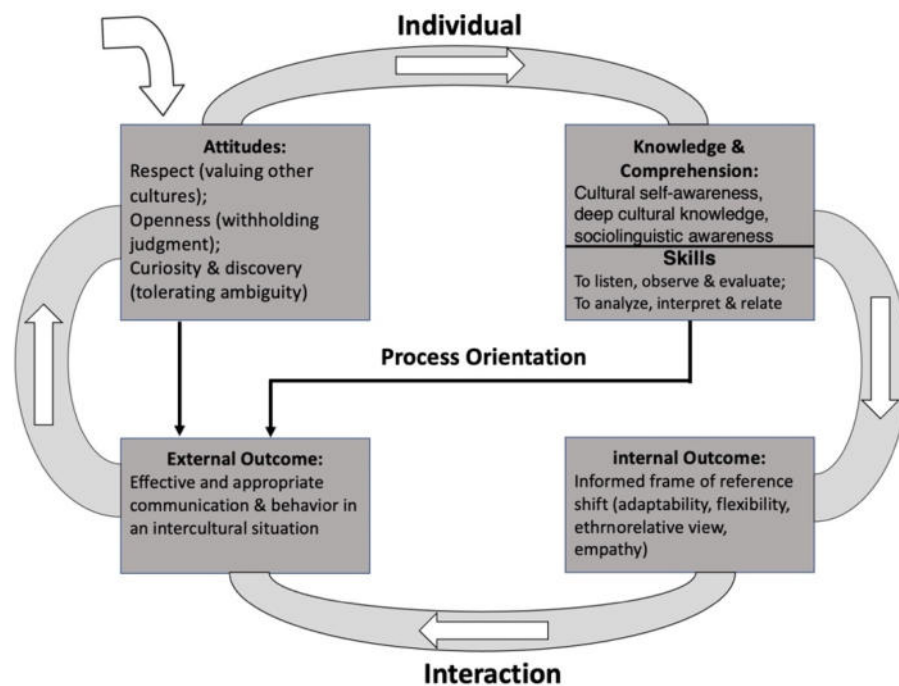 Individual
Attitudes:
Respect (valuing other
cultures);
Openness (withholding
judgment);
Curiosity & discovery
(tolerating ambiguity)
Knowledge &
Comprehension:
Cultural self-awareness,
deep cultural knowledge,
sociolinguistic awareness
Skills
To listen, observe & evaluate;
To analyze, interpret & relate
Process Orientation
External Outcome:
Effective and appropriate
communication & behavior in
an intercultural situation
internal Outcome:
Informed frame of reference
shift (adaptability, flexibility,
ethrnorelative view,
empathy)
Interaction